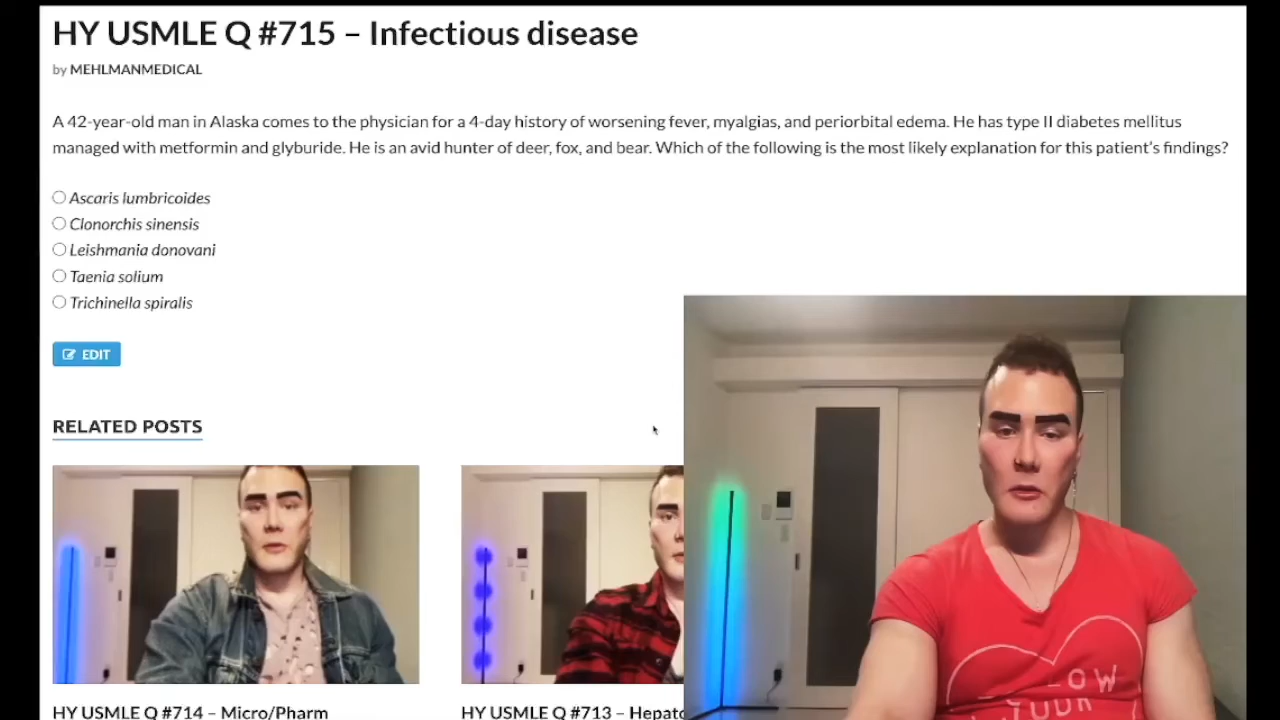 HY USMLE Q #715 – Infectious disease
by MEHLMANMEDICAL
A 42-year-old man in Alaska comes to the physician for a 4-day history of worsening fever, myalgias, and periorbital edema. He has type II diabetes mellitus
managed with metformin and glyburide. He is an avid hunter of deer, fox, and bear. Which of the following is the most likely explanation for this patient's findings?
Ascaris lumbricoides
Clonorchis sinensis
Leishmania donovani
Taenia solium
Trichinella spiralis
EDIT
RELATED POSTS
HY USMLE Q #714 – Micro/Pharm
HY USMLE Q #713 – Hepato